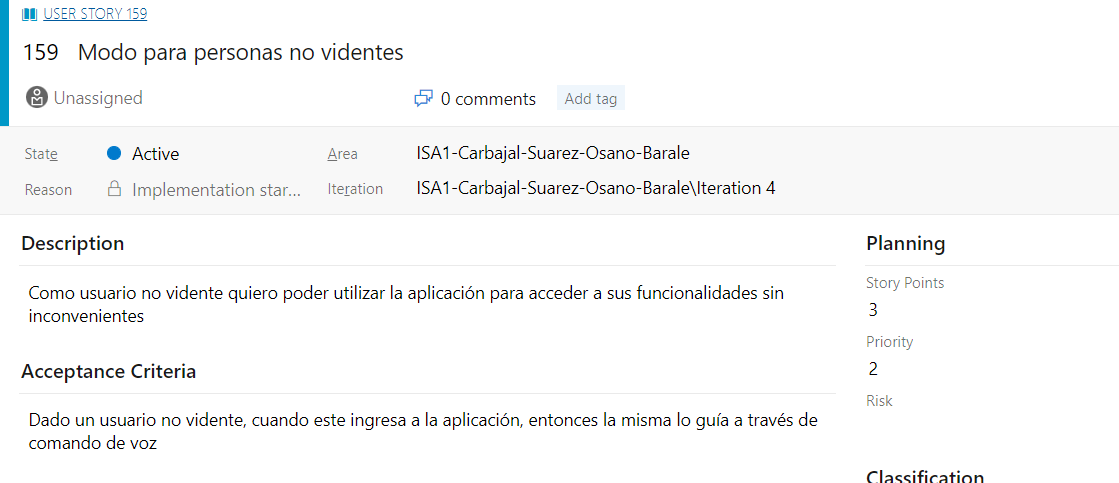 USER STORY 159
159 Modo para personas no videntes
Unassigned
0 comments
Add tag
State
Active
Area
ISA1-Carbajal-Suarez-Osano-Barale
Reason
Implementation star...
Iteration
ISA1-Carbajal-Suarez-Osano-Barale\Iteration 4
Description
Como usuario no vidente quiero poder utilizar la aplicación para acceder a sus funcionalidades sin
inconvenientes
Acceptance Criteria
Dado un usuario no vidente, cuando este ingresa a la aplicación, entonces la misma lo guía a través de
comando de voz
Planning
Story Points
3
Priority
2
Risk
Classification